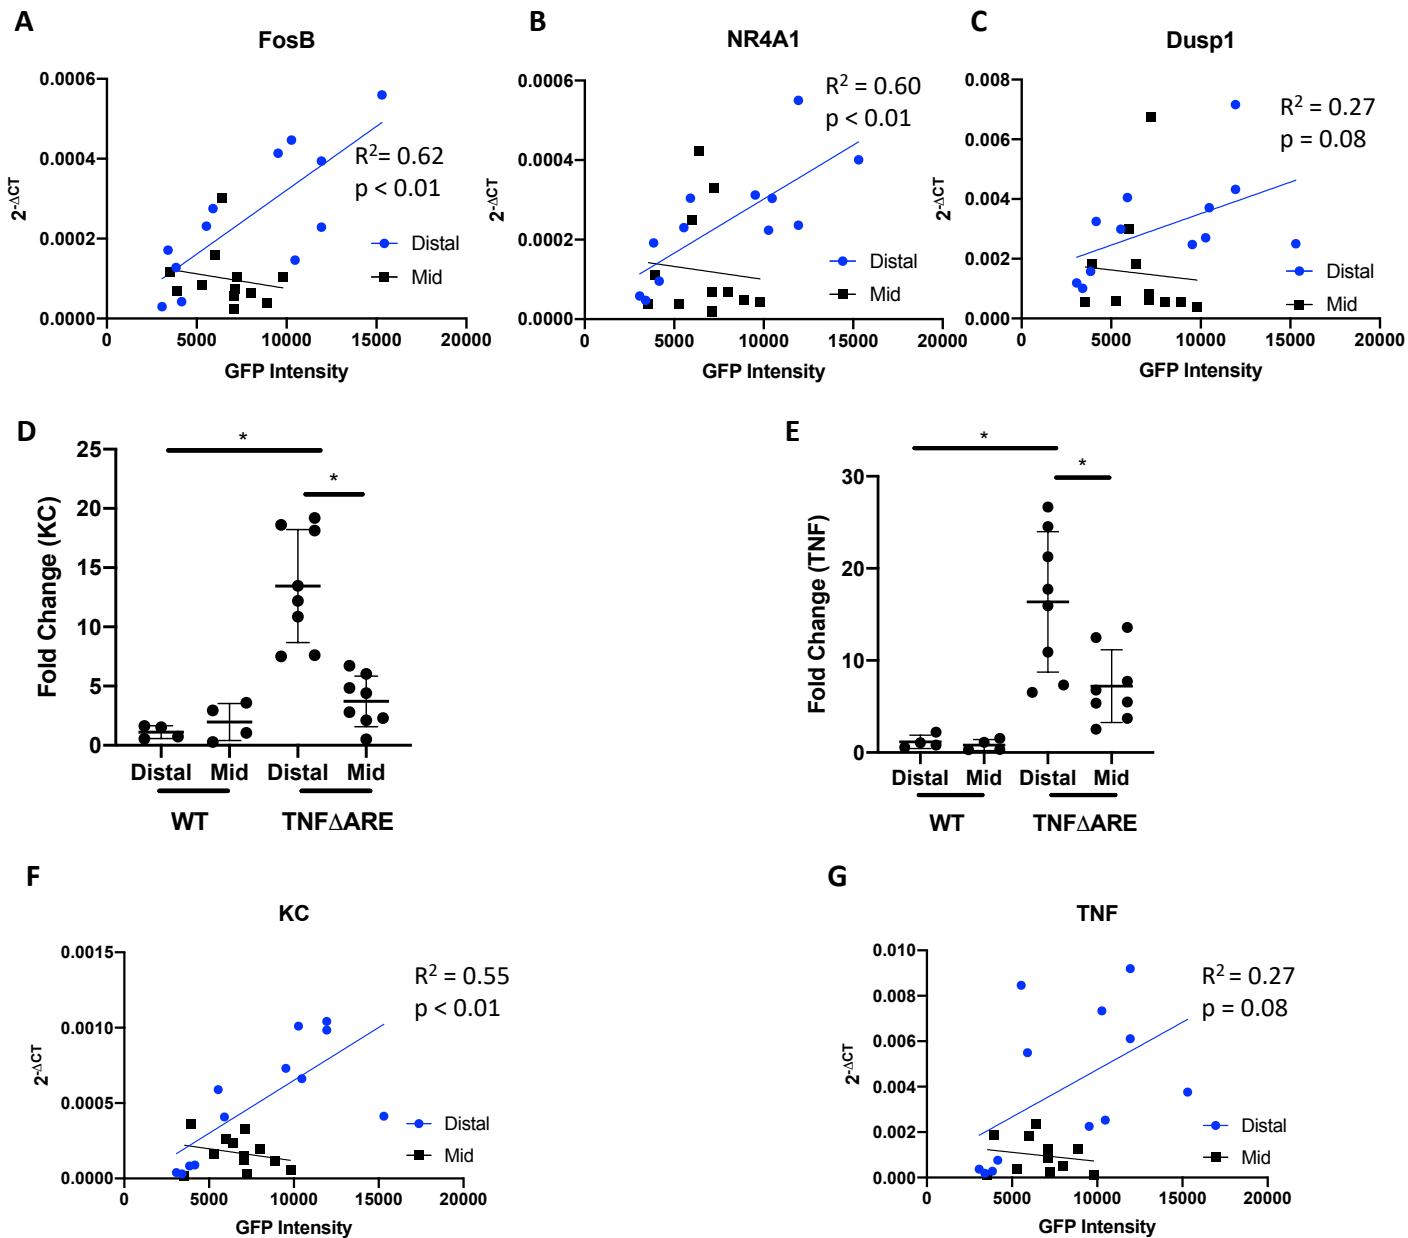 A
FosB
0.0006
0.0004
0.0002
0.0000
2-ΔCT
0
5000
10000
15000
20000
GFP Intensity
R2= 0.62
p < 0.01
Distal
Mid
B
NR4A1
0.0006
0.0004
0.0002
0.0000
2-ΔCT
0
5000
10000
15000
20000
GFP Intensity
R2 = 0.60
p < 0.01
Distal
Mid
C
Dusp1
0.008
0.006
0.004
0.002
0.000
2-ΔCT
0
5000
10000
15000
20000
GFP Intensity
R2 = 0.27
p = 0.08
Distal
Mid
D
25
20
15
10
5
0
Fold Change (KC)
*
*
Distal
Mid
Distal
Mid
WT
TNFΔARE
E
30
20
10
0
Fold Change (TNF)
*
*
Distal
Mid
Distal
Mid
WT
TNFΔARE
F
KC
0.0015
0.0010
0.0005
0.0000
2-ΔCT
0
5000
10000
15000
20000
GFP Intensity
R2 = 0.55
p < 0.01
Distal
Mid
G
TNF
0.010
0.008
0.006
0.004
0.002
0.000
2-ΔCT
0
5000
10000
15000
20000
GFP Intensity
R2 = 0.27
p = 0.08
Distal
Mid